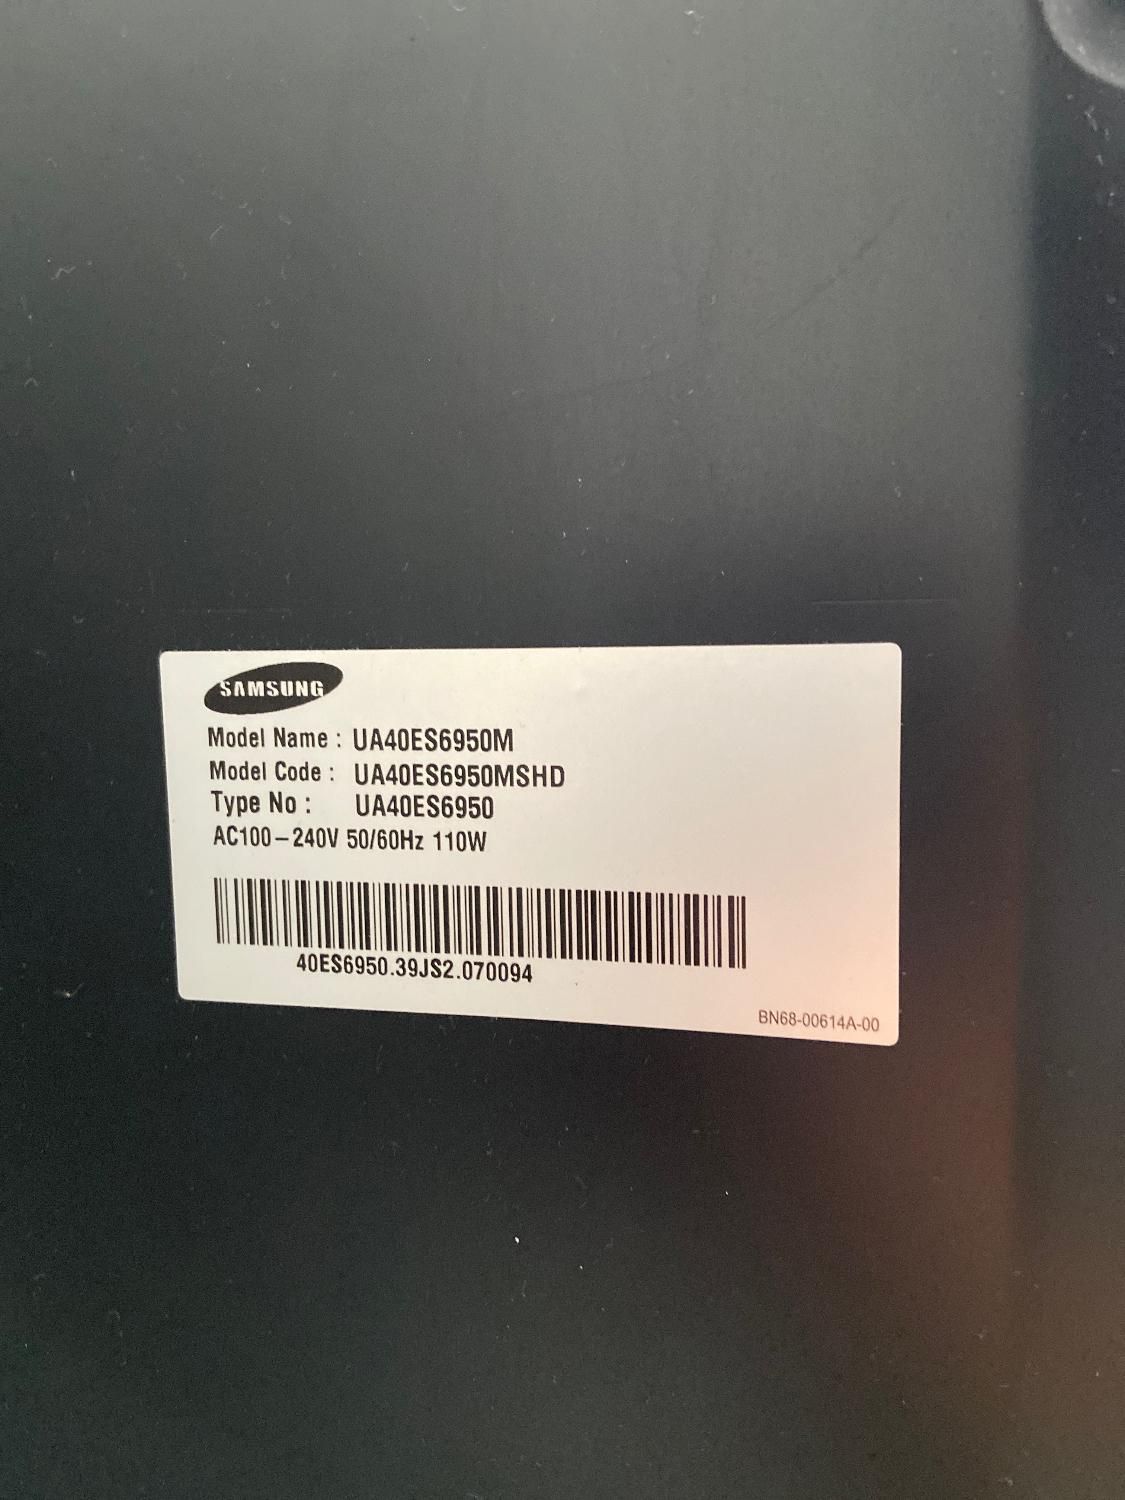 SAMSUNG
Model Name : UA40ES6950M
Model Code : UA40ES6950MSHD
Type No : UA40ES6950
AC100-240V 50/60Hz 110W
40ES6950.39JS2.070094
BN68-00614A-00